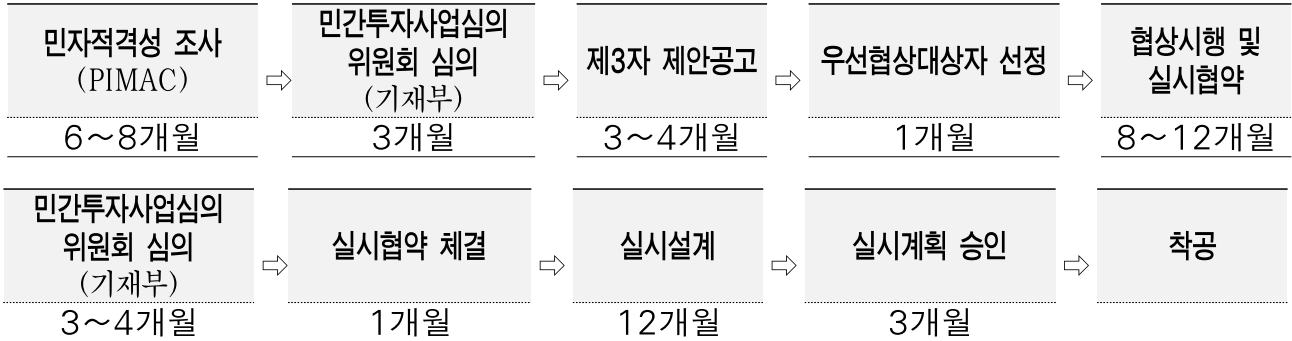 민자적격성 조사
(PIMAC)
6～8개월
⇨
민간투자사업심의
위원회 심의
(기재부)
3개월
⇨
제3자 제안공고
3～4개월
⇨
우선협상대상자 선정
1개월
⇨
협상시행 및
실시협약
8～12개월
민간투자사업심의
위원회 심의
(기재부)
3～4개월
⇨
실시협약 체결
1개월
⇨
실시설계
12개월
⇨
실시계획 승인
3개월
⇨
착공